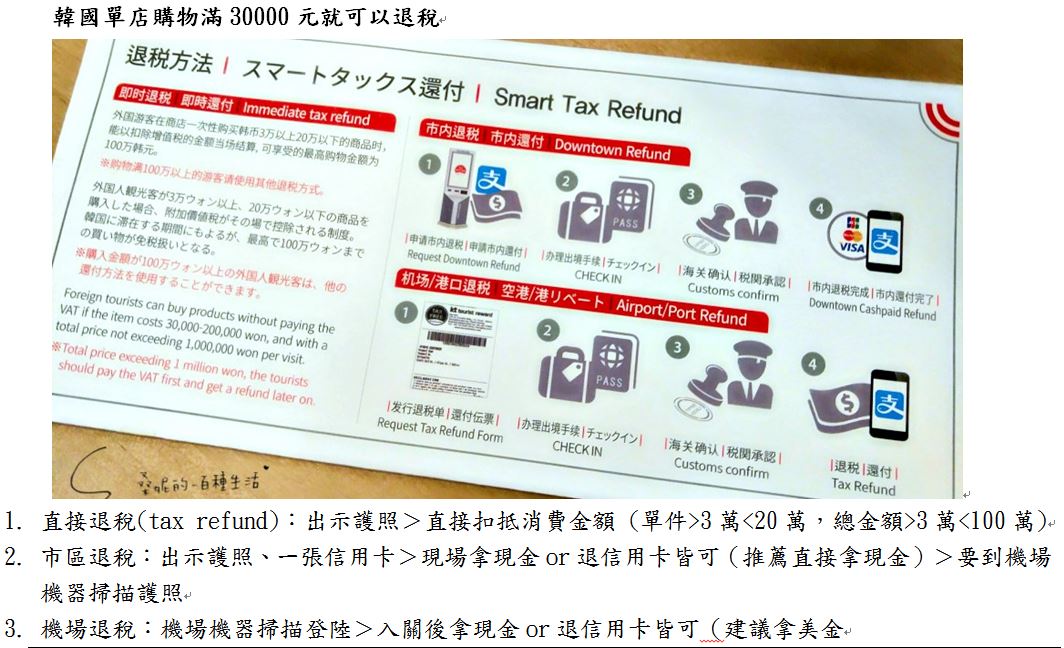 韓國單店購物滿30000元就可以退稅
退税方法 | スマートタックス還付 | Smart Tax Refund
即时退税 | 即時還付 | Immediate tax refund
外国游客在商店一次性购买韩币3万以上20万以下的商品时,
能以扣除增值税的金额当场结算,可享受的最高购物金额为
100万韩元。
※购物满100万以上的游客请使用其他退税方式。
外国人観光客が3万ウォン以上、20万ウォン以下の商品を
購入した場合、附加価値税がその場で控除される制度。
韓国に滞在する期間にもよるが、最高で100万ウォンまで
の買い物が免税扱いとなる。
※購入金額が100万ウォン以上の外国人観光客は、他の
還付方法を使用することができます。
Foreign tourists can buy products without paying the
VAT if the item costs 30,000-200,000 won, and with a
total price not exceeding 1,000,000 won per visit.
※Total price exceeding 1 million won, the tourists
should pay the VAT first and get a refund later on.
市内退税 | 市内還付 | Downtown Refund
1
支
$
|申请市内退税|申請市内還付|
Request Downtown Refund
2
PASS
|办理出境手续|チェックイン|
CHECK IN
3
|海关确认|税関承認|
Customs confirm
4
JCB
MasterCard
VISA
支
|市内退税完成|市内還付完了|
Downtown Cashpaid Refund
机场/港口退税 | 空港/港リベート | Airport/Port Refund
1
TAX FREE
kt tourist reward
|发行退税单|還付伝票|
Request Tax Refund Form
2
PASS
|办理出境手续|チェックイン|
CHECK IN
3
|海关确认|税関承認|
Customs confirm
4
$
支
|退税|還付|
Tax Refund
桑妮的-百種生活
1. 直接退稅(tax refund)：出示護照＞直接扣抵消費金額 (單件>3萬<20萬，總金額>3萬<100萬)
2. 市區退稅：出示護照、一張信用卡＞現場拿現金or退信用卡皆可（推薦直接拿現金）＞要到機場
機器掃描護照
3. 機場退稅：機場機器掃描登陸＞入關後拿現金or退信用卡皆可（建議拿美金